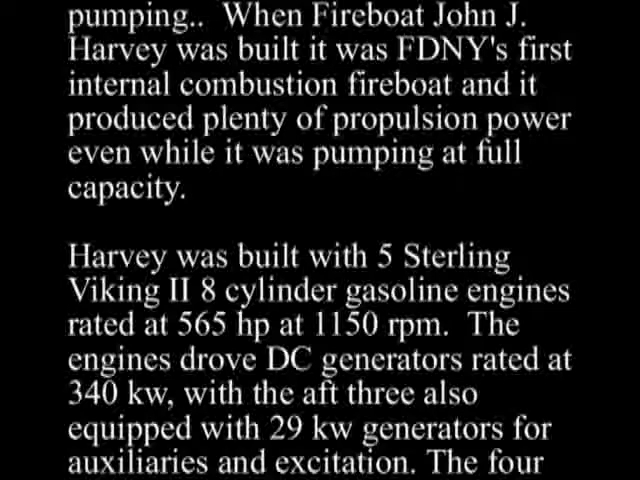 pumping..  When Fireboat John J.
Harvey was built it was FDNY's first
internal combustion fireboat and it
produced plenty of propulsion power
even while it was pumping at full
capacity.
Harvey was built with 5 Sterling
Viking II 8 cylinder gasoline engines
rated at 565 hp at 1150 rpm.  The
engines drove DC generators rated at
340 kw, with the aft three also
equipped with 29 kw generators for
auxiliaries and excitation. The four